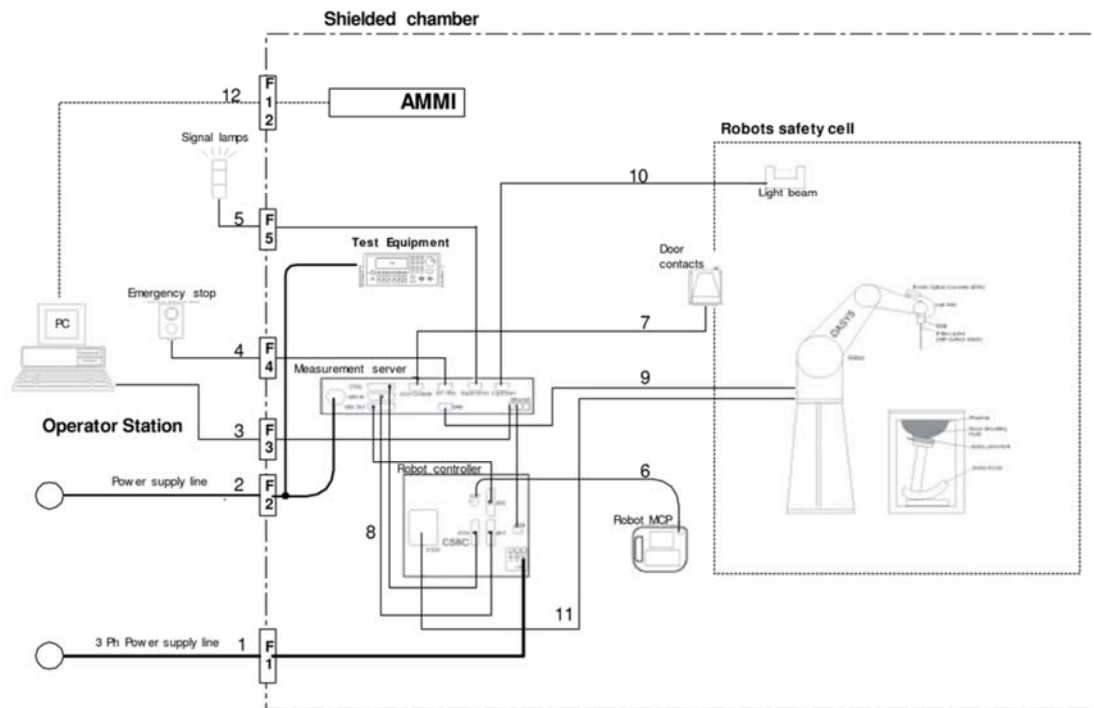 Shielded chamber
12
F
1
2
AMMI
Signal lamps
Robots safety cell
10
Light beam
5
F
5
Test Equipment
Door
contacts
Emergency stop
PC
7
DASY5
4
F
4
Measurement server
9
Operator Station
3
F
3
Robot controller
Power supply line
2
F
2
6
Robot MCP
8
CS8C
11
3 Ph Power supply line
1
F
1